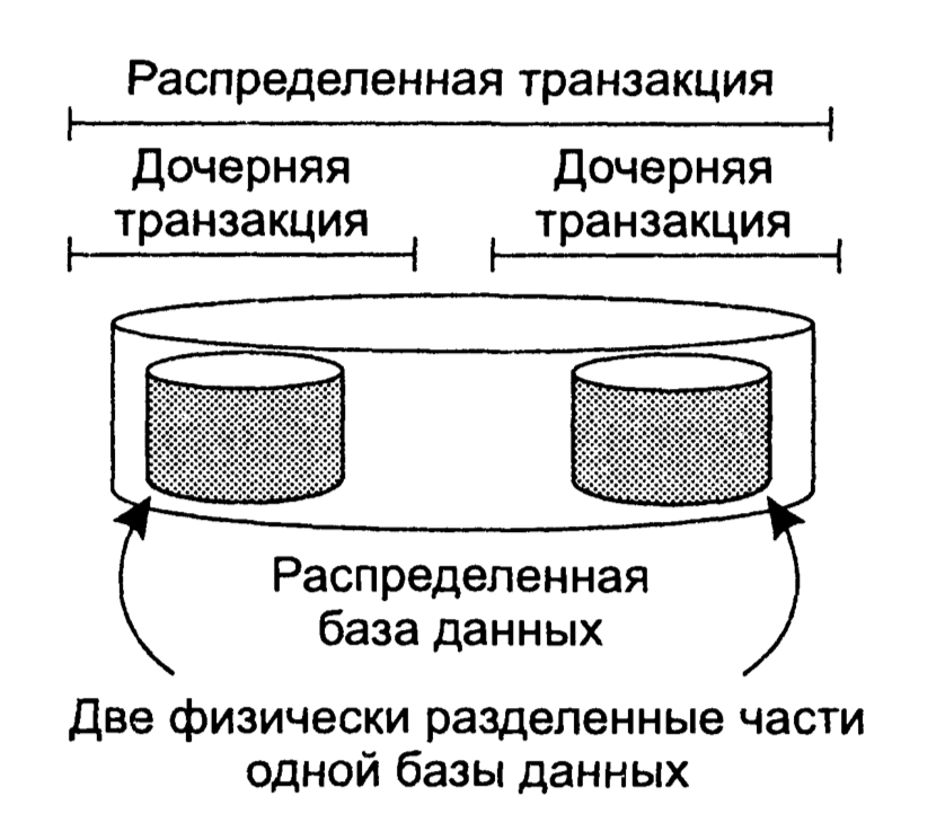 Распределенная транзакция
Дочерняя
транзакция
Дочерняя
транзакция
Распределенная
база данных
Две физически разделенные части
одной базы данных